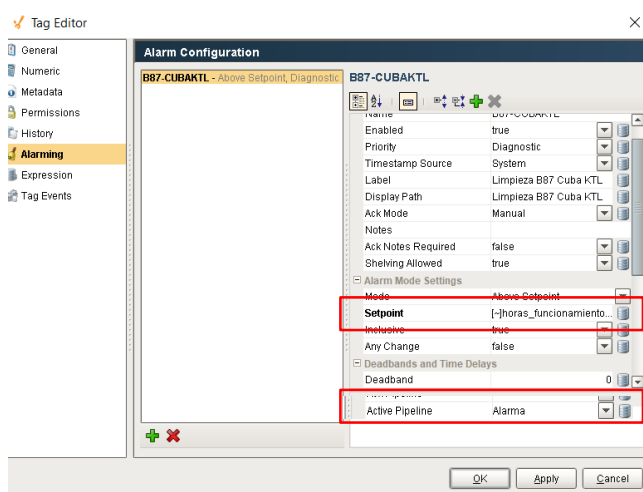 Tag Editor
General
Numeric
Metadata
Permissions
History
Alarming
Expression
Tag Events
Alarm Configuration
B87-CUBAKTL - Above Setpoint, Diagnostic
B87-CUBAKTL
Name B87-CUBAKTL
Enabled true
Priority Diagnostic
Timestamp Source System
Label Limpieza B87 Cuba KTL
Display Path Limpieza B87 Cuba KTL
Ack Mode Manual
Notes
Ack Notes Required false
Shelving Allowed true
Alarm Mode Settings
Mode Above Setpoint
Setpoint [~]horas_funcionamiento...
Inclusive true
Any Change false
Deadbands and Time Delays
Deadband 0
Active Pipeline Alarma
OK Apply Cancel